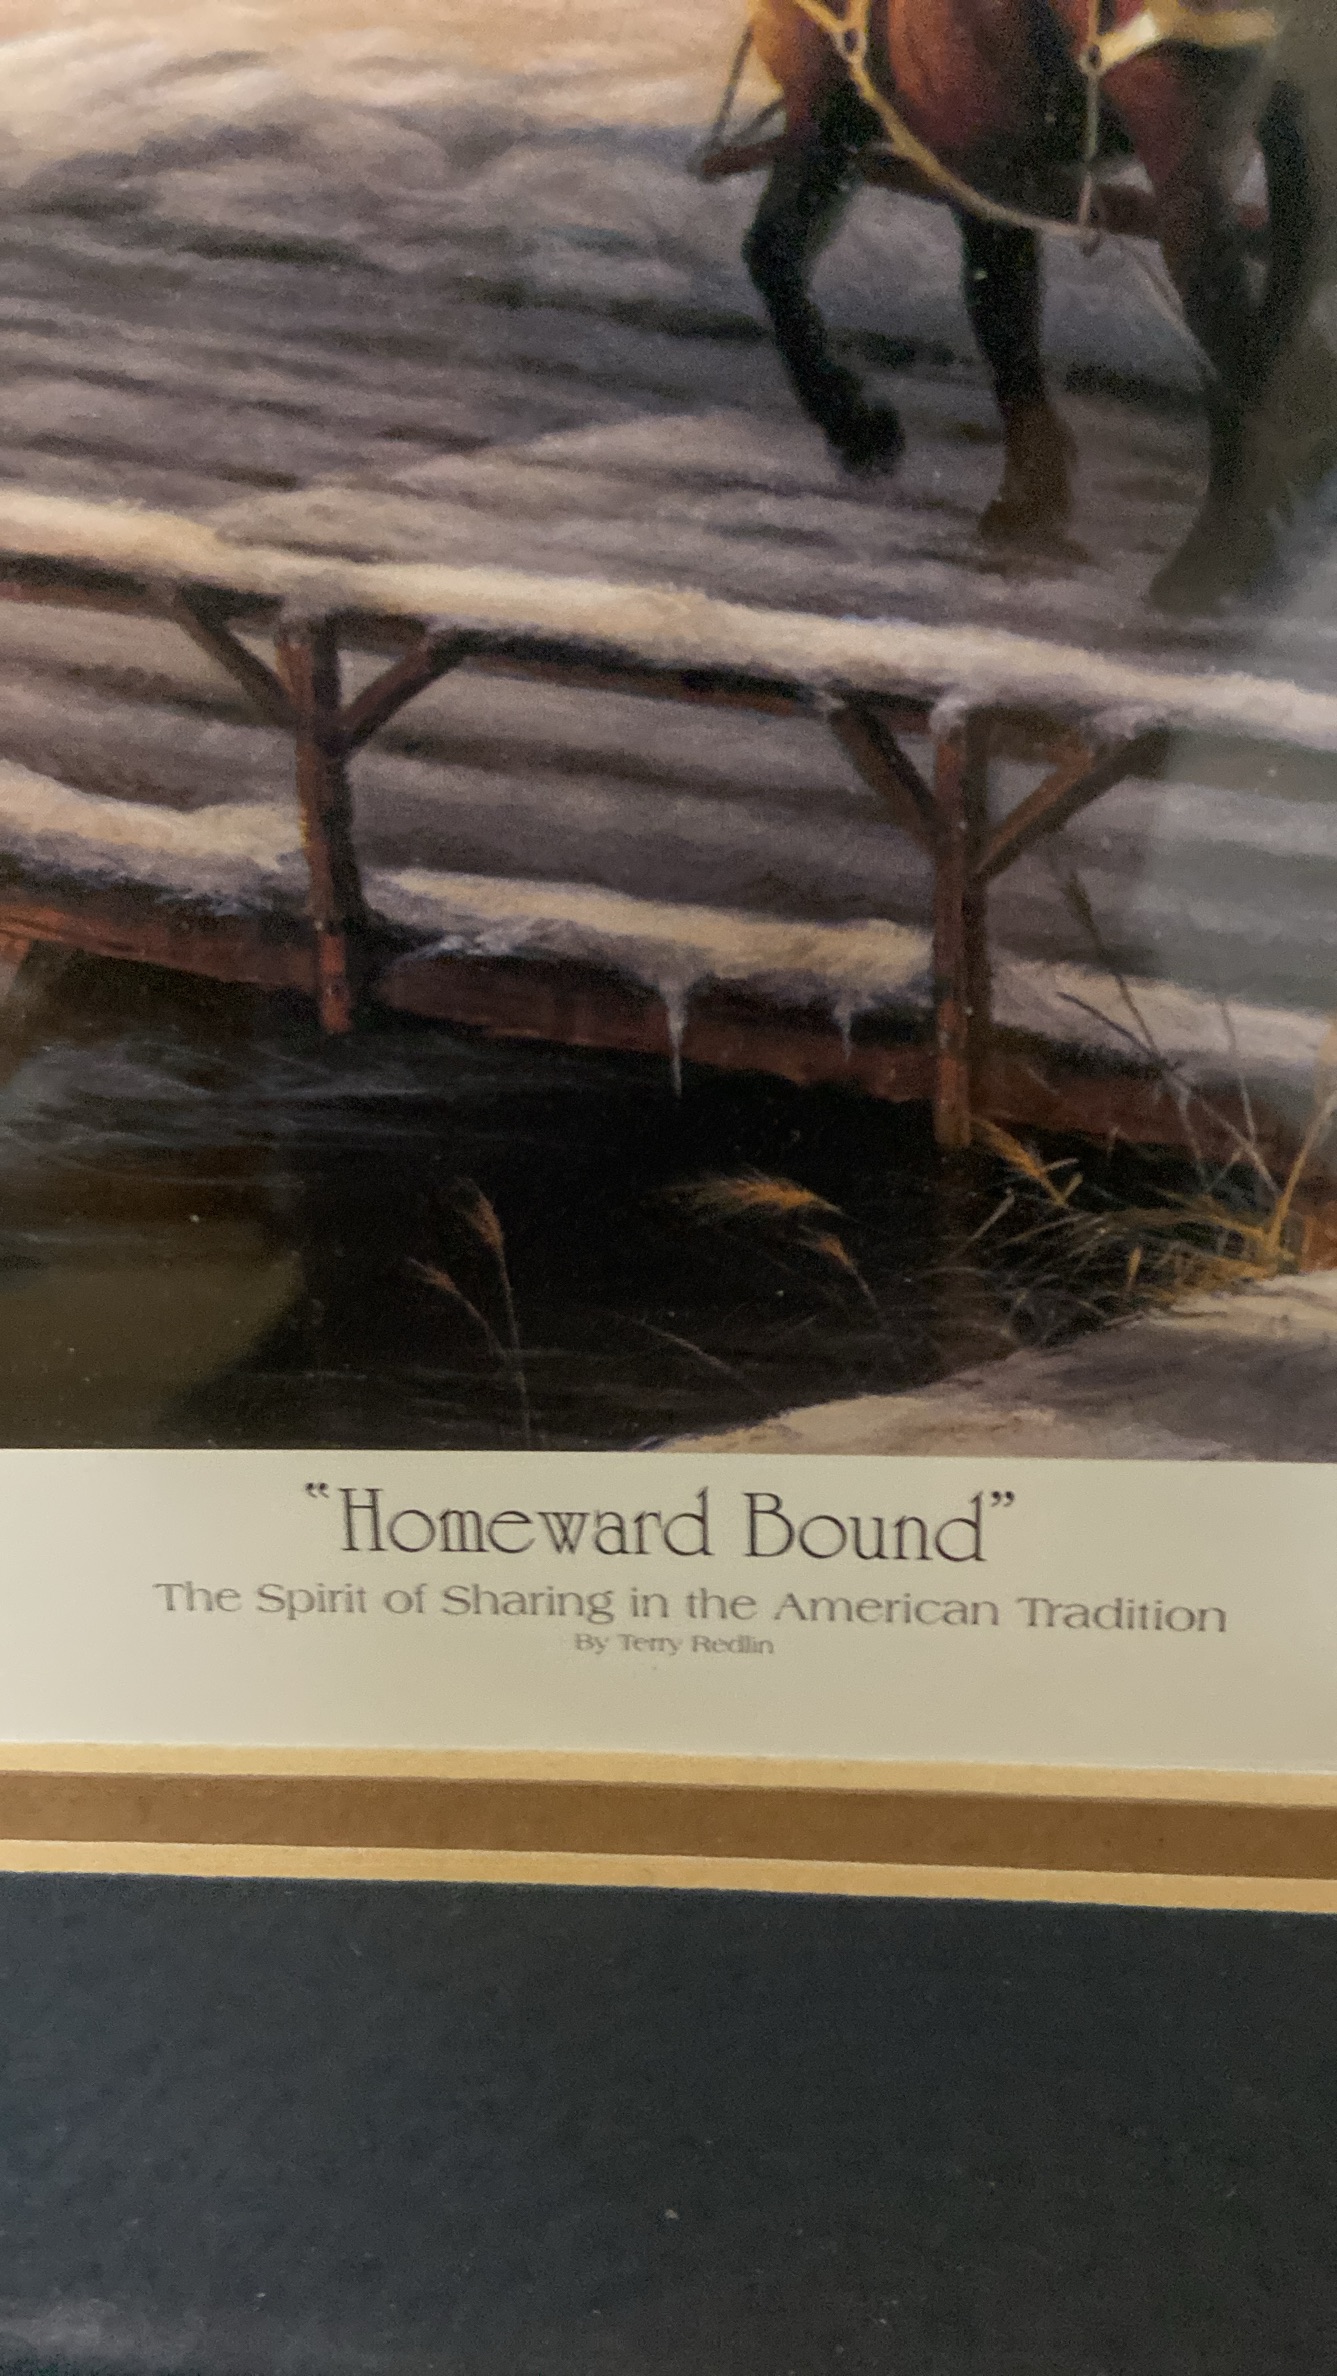 “Homeward Bound”
The Spirit of Sharing in the American Tradition
By Terry Redlin